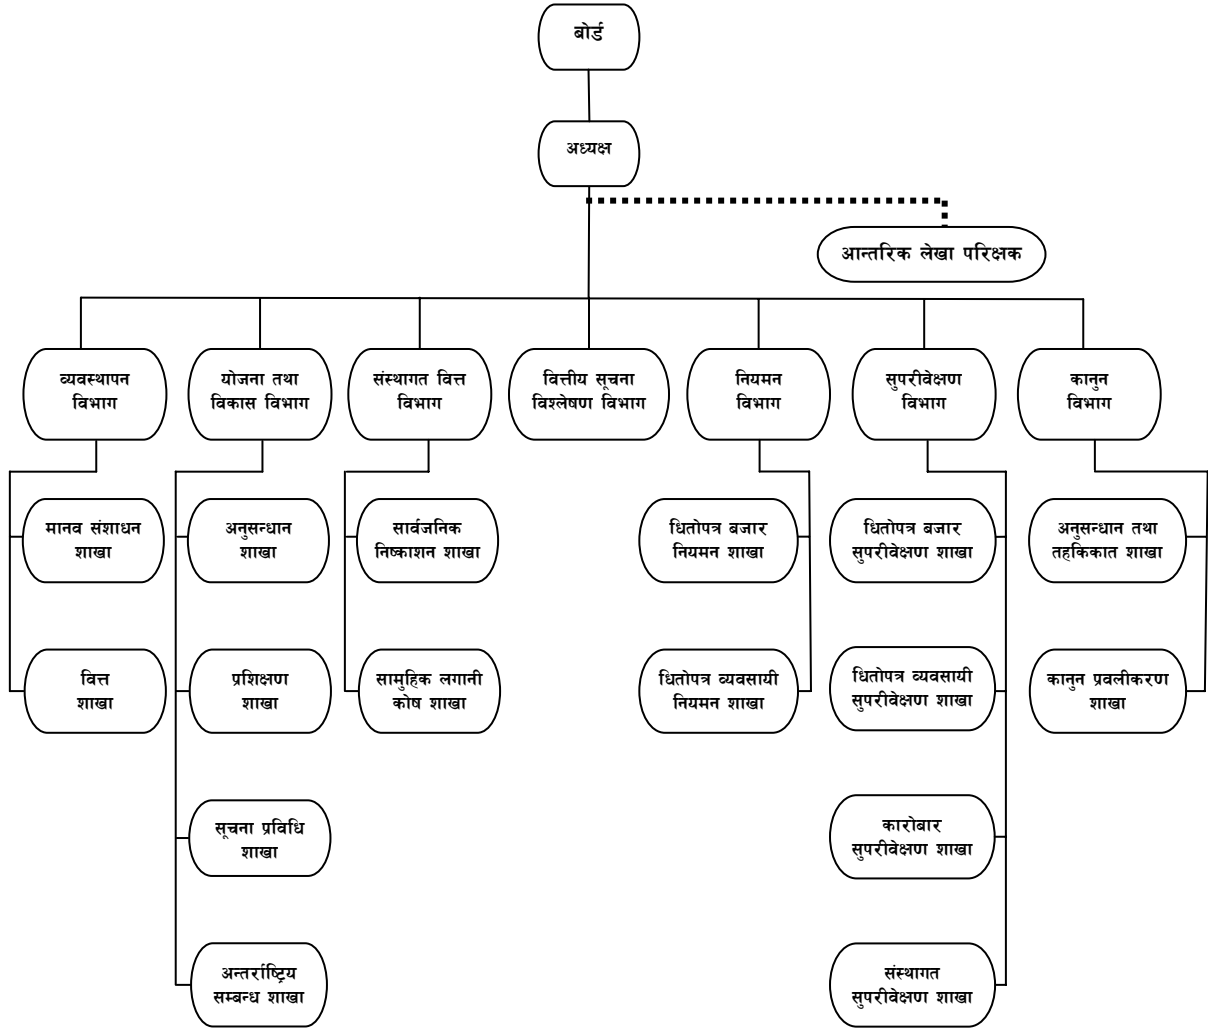 बोर्ड
अध्यक्ष
आन्तरिक लेखा परिक्षक
व्यवस्थापन
विभाग
योजना तथा
विकास विभाग
संस्थागत वित्त
विभाग
वित्तीय सूचना
विश्लेषण विभाग
नियमन
विभाग
सुपरीवेक्षण
विभाग
कानुन
विभाग
मानव संशाधन
शाखा
अनुसन्धान
शाखा
सार्वजनिक
निष्काशन शाखा
धितोपत्र बजार
नियमन शाखा
धितोपत्र बजार
सुपरीवेक्षण शाखा
अनुसन्धान तथा
तहकिकात शाखा
वित्त
शाखा
प्रशिक्षण
शाखा
सामुहिक लगानी
कोष शाखा
धितोपत्र व्यवसायी
नियमन शाखा
धितोपत्र व्यवसायी
सुपरीवेक्षण शाखा
कानुन प्रवलीकरण
शाखा
सूचना प्रविधि
शाखा
कारोबार
सुपरीवेक्षण शाखा
अन्तर्राष्ट्रिय
सम्बन्ध शाखा
संस्थागत
सुपरीवेक्षण शाखा